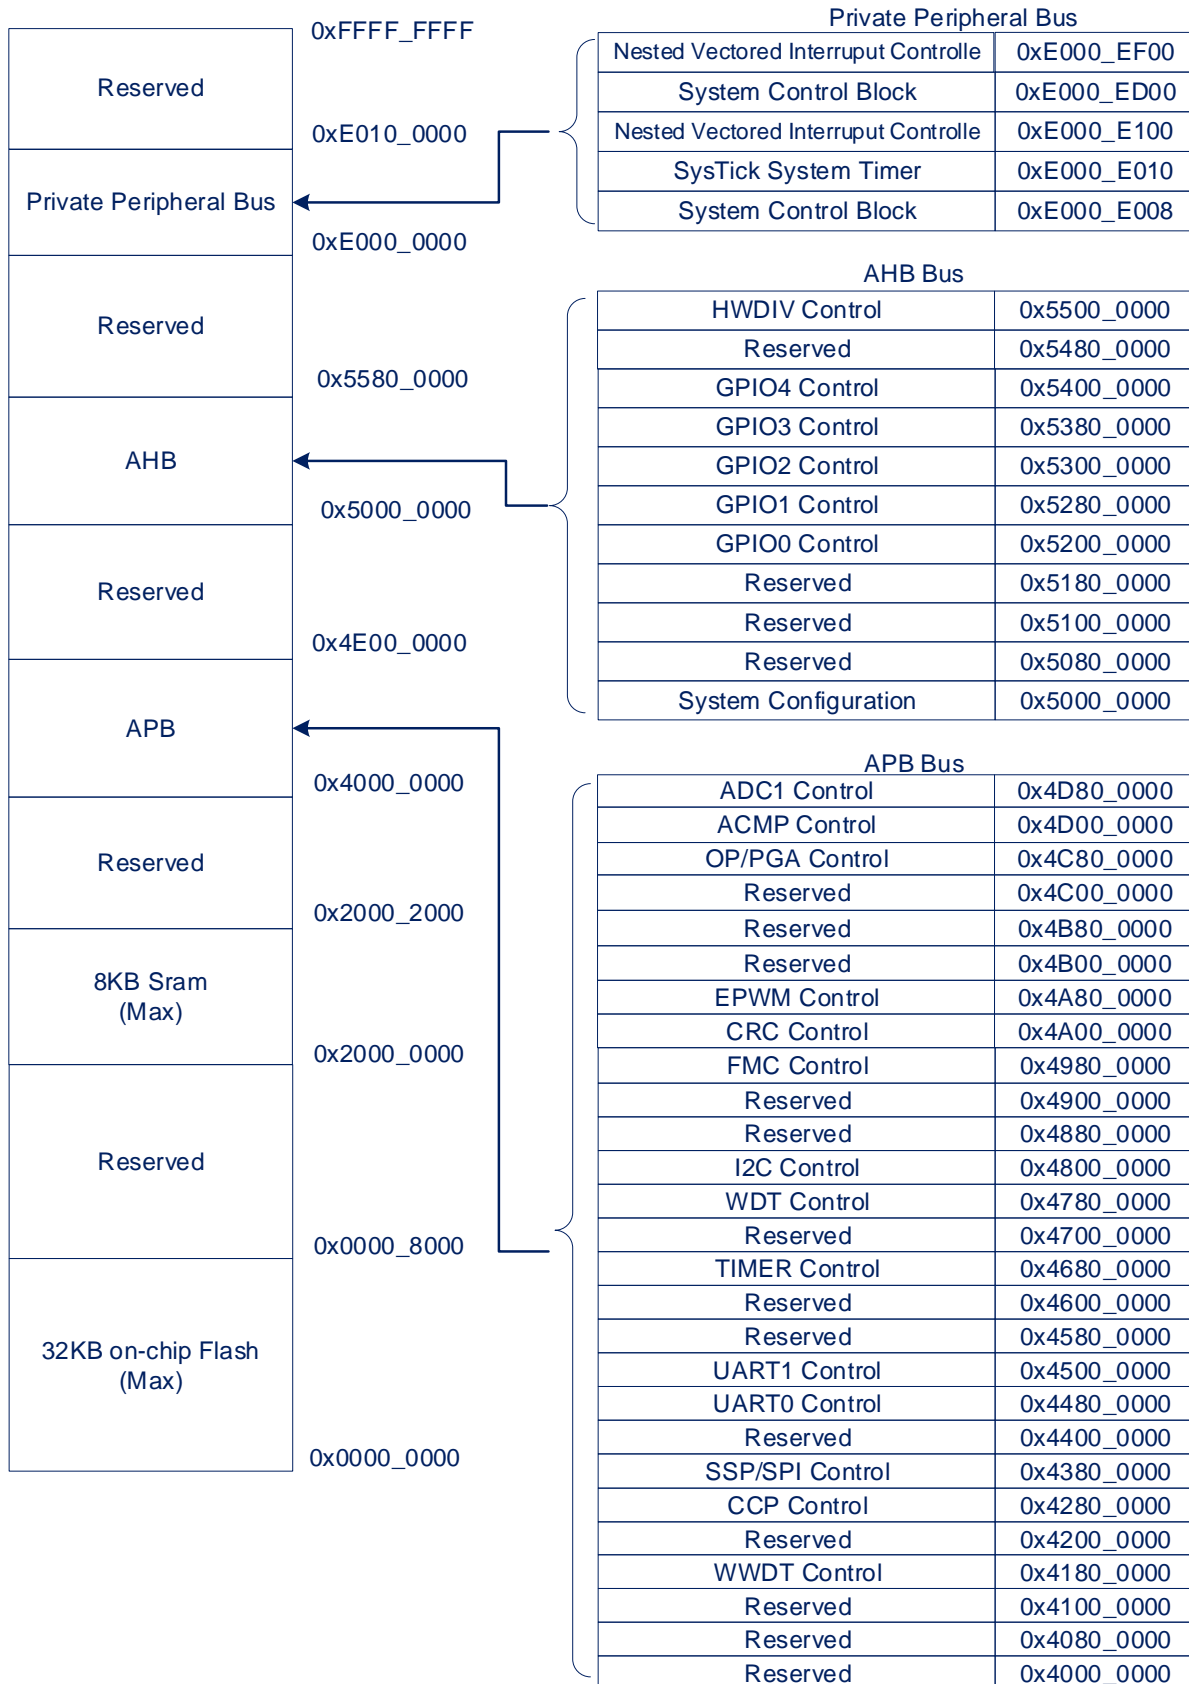 0xFFFF_FFFF
Reserved
0xE010_0000
Private Peripheral Bus
0xE000_0000
Reserved
0x5580_0000
AHB
0x5000_0000
Reserved
0x4E00_0000
APB
0x4000_0000
Reserved
0x2000_2000
8KB Sram
(Max)
0x2000_0000
Reserved
0x0000_8000
32KB on-chip Flash
(Max)
0x0000_0000
Private Peripheral Bus
Nested Vectored Interruput Controlle 0xE000_EF00
System Control Block 0xE000_ED00
Nested Vectored Interruput Controlle 0xE000_E100
SysTick System Timer 0xE000_E010
System Control Block 0xE000_E008
AHB Bus
HWDIV Control 0x5500_0000
Reserved 0x5480_0000
GPIO4 Control 0x5400_0000
GPIO3 Control 0x5380_0000
GPIO2 Control 0x5300_0000
GPIO1 Control 0x5280_0000
GPIO0 Control 0x5200_0000
Reserved 0x5180_0000
Reserved 0x5100_0000
Reserved 0x5080_0000
System Configuration 0x5000_0000
APB Bus
ADC1 Control 0x4D80_0000
ACMP Control 0x4D00_0000
OP/PGA Control 0x4C80_0000
Reserved 0x4C00_0000
Reserved 0x4B80_0000
Reserved 0x4B00_0000
EPWM Control 0x4A80_0000
CRC Control 0x4A00_0000
FMC Control 0x4980_0000
Reserved 0x4900_0000
Reserved 0x4880_0000
I2C Control 0x4800_0000
WDT Control 0x4780_0000
Reserved 0x4700_0000
TIMER Control 0x4680_0000
Reserved 0x4600_0000
Reserved 0x4580_0000
UART1 Control 0x4500_0000
UART0 Control 0x4480_0000
Reserved 0x4400_0000
SSP/SPI Control 0x4380_0000
CCP Control 0x4280_0000
Reserved 0x4200_0000
WWDT Control 0x4180_0000
Reserved 0x4100_0000
Reserved 0x4080_0000
Reserved 0x4000_0000